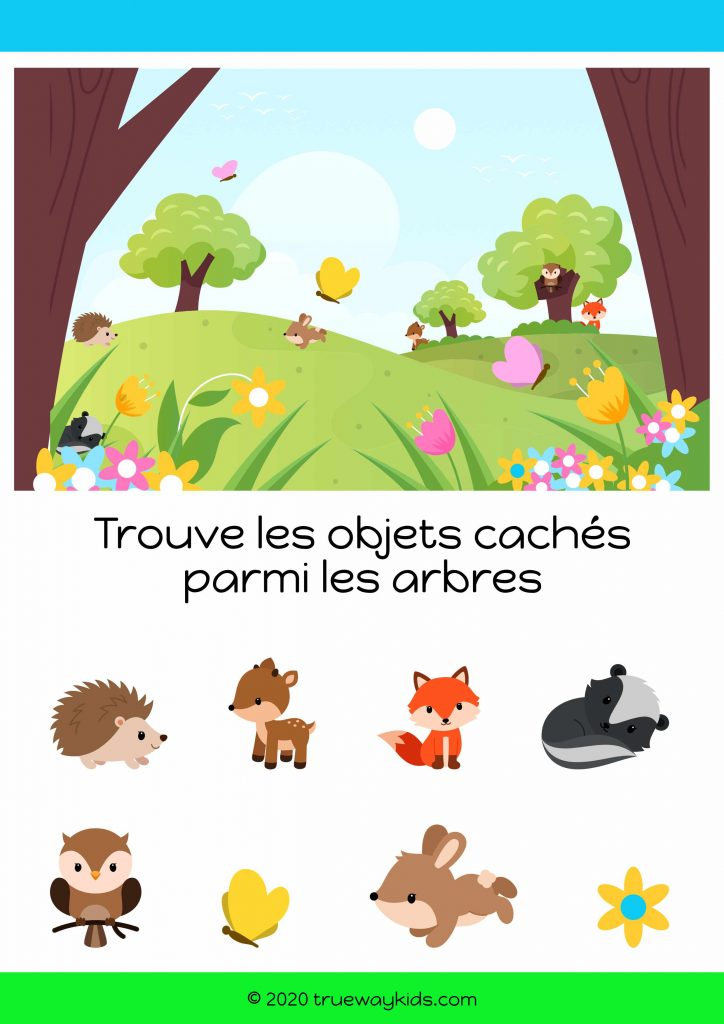 Trouve les objets cachés
parmi les arbres
© 2020 truewaykids.com